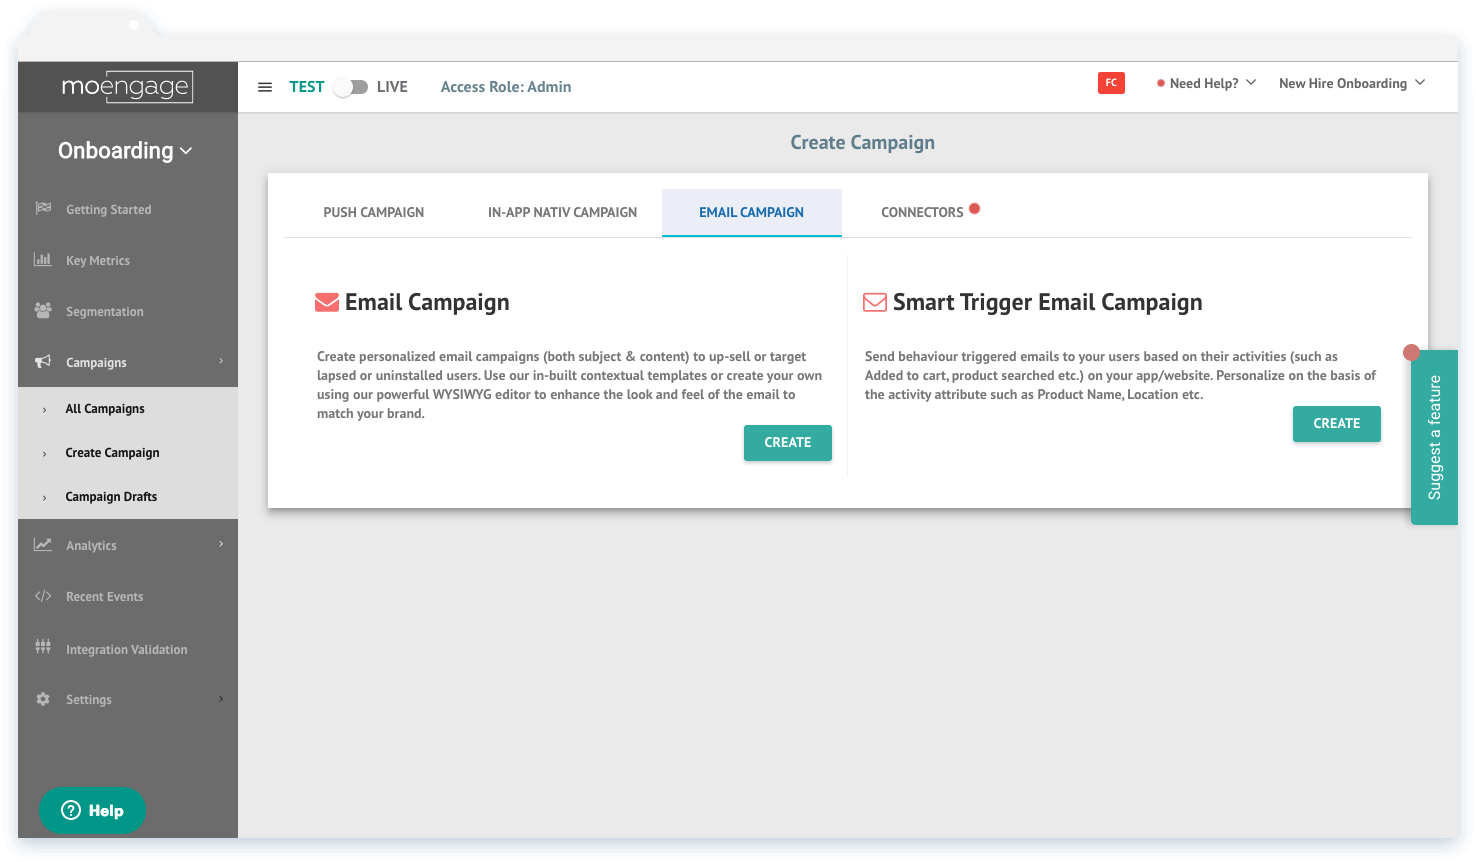 moengage
TEST LIVE Access Role: Admin
FC Need Help? New Hire Onboarding
Onboarding
Getting Started
Key Metrics
Segmentation
Campaigns
All Campaigns
Create Campaign
Campaign Drafts
Analytics
Recent Events
Integration Validation
Settings
Help
Create Campaign
PUSH CAMPAIGN IN-APP NATIV CAMPAIGN EMAIL CAMPAIGN CONNECTORS
Email Campaign
Create personalized email campaigns (both subject & content) to up-sell or target
lapsed or uninstalled users. Use our in-built contextual templates or create your own
using our powerful WYSIWYG editor to enhance the look and feel of the email to
match your brand.
CREATE
Smart Trigger Email Campaign
Send behaviour triggered emails to your users based on their activities (such as
Added to cart, product searched etc.) on your app/website. Personalize on the basis of
the activity attribute such as Product Name, Location etc.
CREATE
Suggest a feature